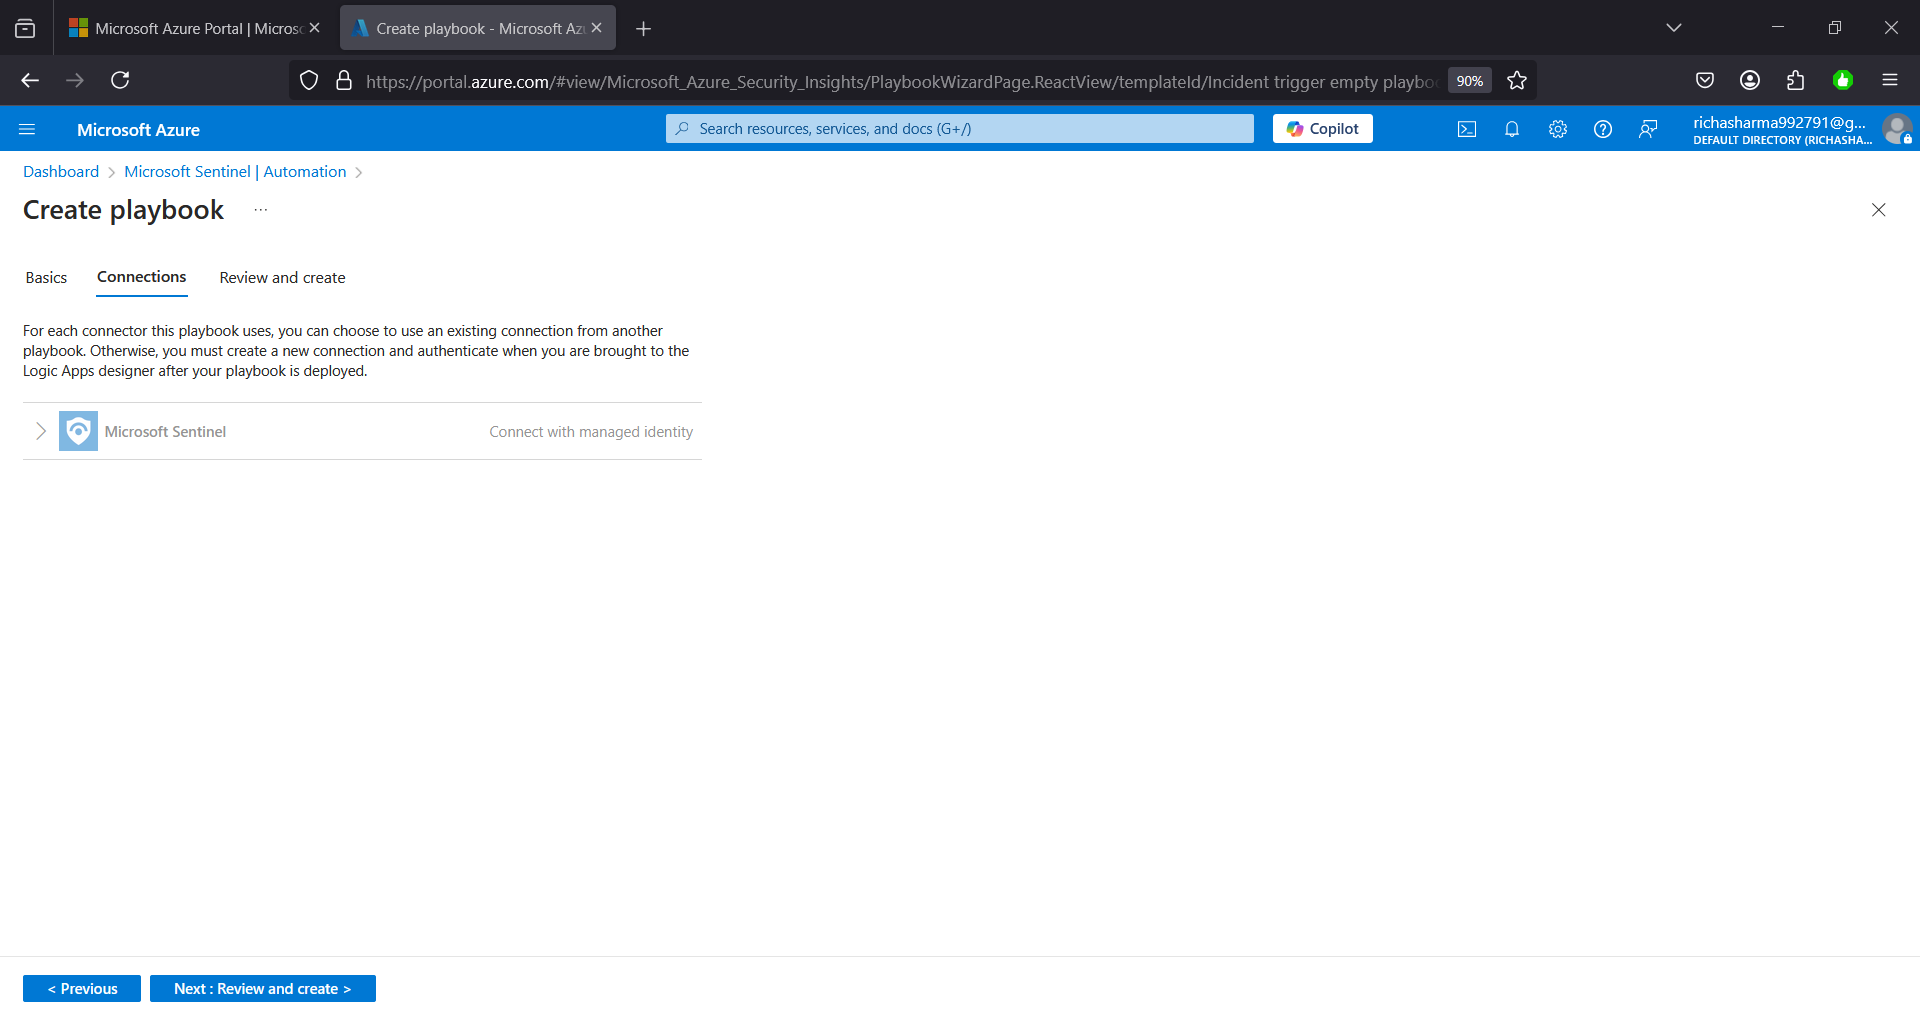 Microsoft Azure Portal | Micros
Create playbook - Microsoft Az
https://portal.azure.com/#view/Microsoft_Azure_Security_Insights/PlaybookWizardPage.ReactView/templateId/Incident trigger empty playbo
90%
Microsoft Azure
Search resources, services, and docs (G+/)
Copilot
richasharma992791@g...
DEFAULT DIRECTORY (RICHASHA...
Dashboard > Microsoft Sentinel | Automation >
Create playbook ...
Basics
Connections
Review and create
For each connector this playbook uses, you can choose to use an existing connection from another
playbook. Otherwise, you must create a new connection and authenticate when you are brought to the
Logic Apps designer after your playbook is deployed.
Microsoft Sentinel
Connect with managed identity
< Previous
Next : Review and create >